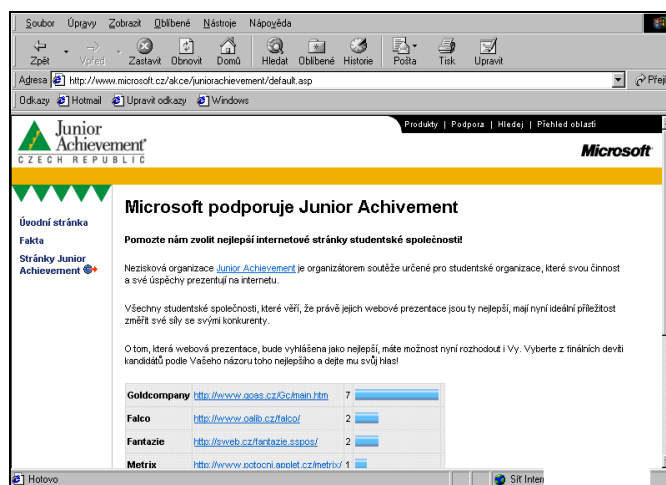 Soubor Úpravy Zobrazit Oblíbené Nástroje Nápověda
Zpět Vpřed Zastavit Obnovit Domů Hledat Oblíbené Historie Pošta Tisk Upravit
Adresa http://www.microsoft.cz/akce/juniorachievement/default.asp
Odkazy Hotmail Upravit odkazy Windows
Produkty | Podpora | Hledej | Přehled oblastí
Junior
Achievement
CZECH REPUBLIC
Microsoft
Úvodní stránka
Fakta
Stránky Junior
Achievement
Microsoft podporuje Junior Achivement
Pomozte nám zvolit nejlepší internetové stránky studentské společnosti!
Nezisková organizace Junior Achievement je organizátorem soutěže určené pro studentské organizace, které svou činnost
a své úspěchy prezentují na internetu.
Všechny studentské společnosti, které věří, že právě jejich webové prezentace jsou ty nejlepší, mají nyní ideální příležitost
změřit své síly se svými konkurenty.
O tom, která webová prezentace, bude vyhlášena jako nejlepší, máte možnost nyní rozhodout i Vy. Vyberte z finálních devíti
kandidátů podle Vašeho názoru toho nejlepšího a dejte mu svůj hlas!
Goldcompany http://www.goas.cz/Gc/main.htm 7
Falco http://www.oalib.cz/falco/ 2
Fantazie http://sweb.cz/fantazie.sspos/ 2
Metrix http://www.potocni.applet.cz/metrix/ 1
Hotovo